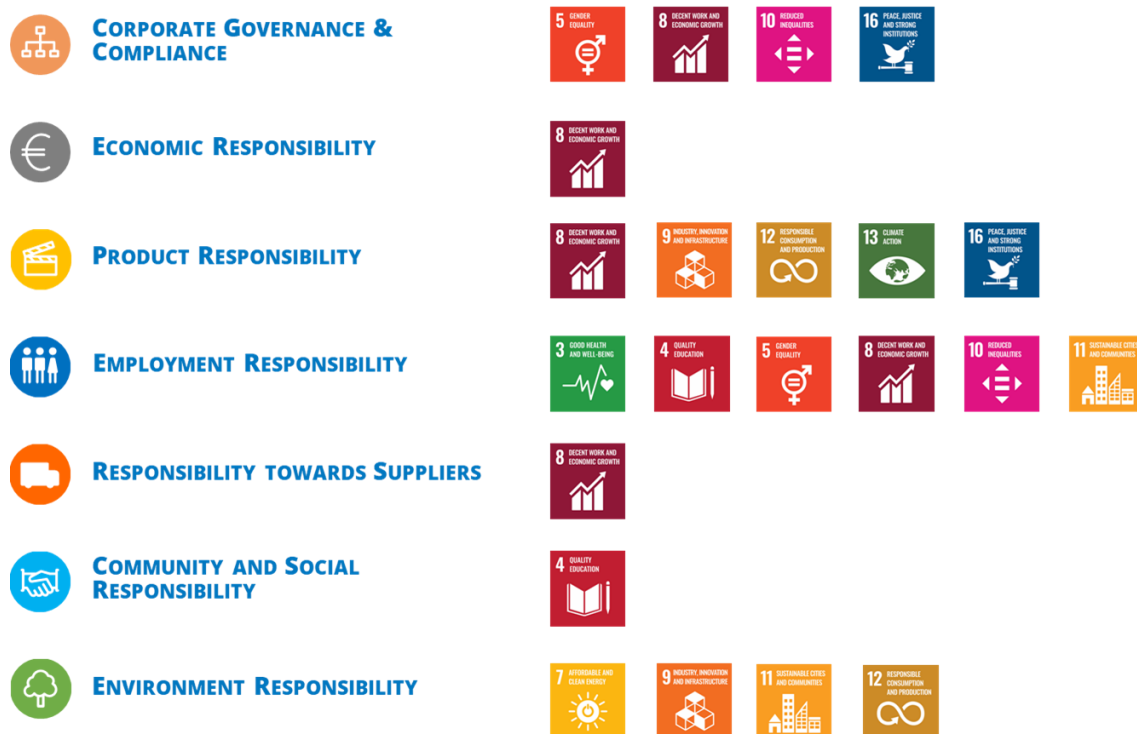 CORPORATE GOVERNANCE &
COMPLIANCE
5 GENDER
EQUALITY
8 DECENT WORK AND
ECONOMIC GROWTH
10 REDUCED
INEQUALITIES
16 PEACE, JUSTICE
AND STRONG
INSTITUTIONS
€ ECONOMIC RESPONSIBILITY
8 DECENT WORK AND
ECONOMIC GROWTH
PRODUCT RESPONSIBILITY
8 DECENT WORK AND
ECONOMIC GROWTH
9 INDUSTRY, INNOVATION
AND INFRASTRUCTURE
12 RESPONSIBLE
CONSUMPTION
AND PRODUCTION
13 CLIMATE
ACTION
16 PEACE, JUSTICE
AND STRONG
INSTITUTIONS
EMPLOYMENT RESPONSIBILITY
3 GOOD HEALTH
AND WELL-BEING
4 QUALITY
EDUCATION
5 GENDER
EQUALITY
8 DECENT WORK AND
ECONOMIC GROWTH
10 REDUCED
INEQUALITIES
11 SUSTAINABLE CITIES
AND COMMUNITIES
RESPONSIBILITY TOWARDS SUPPLIERS
8 DECENT WORK AND
ECONOMIC GROWTH
COMMUNITY AND SOCIAL
RESPONSIBILITY
4 QUALITY
EDUCATION
ENVIRONMENT RESPONSIBILITY
7 AFFORDABLE AND
CLEAN ENERGY
9 INDUSTRY, INNOVATION
AND INFRASTRUCTURE
11 SUSTAINABLE CITIES
AND COMMUNITIES
12 RESPONSIBLE
CONSUMPTION
AND PRODUCTION